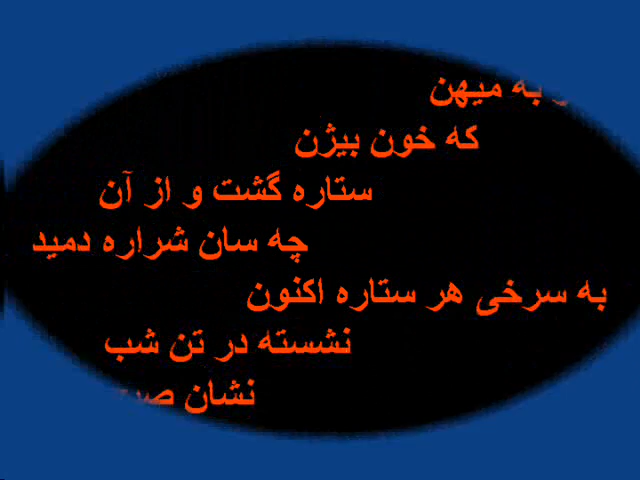 به میهن
که خون بیژن
ستاره گشت و از آن
چه سان شراره دمید
به سرخی هر ستاره اکنون
نشسته در تن شب
نشان